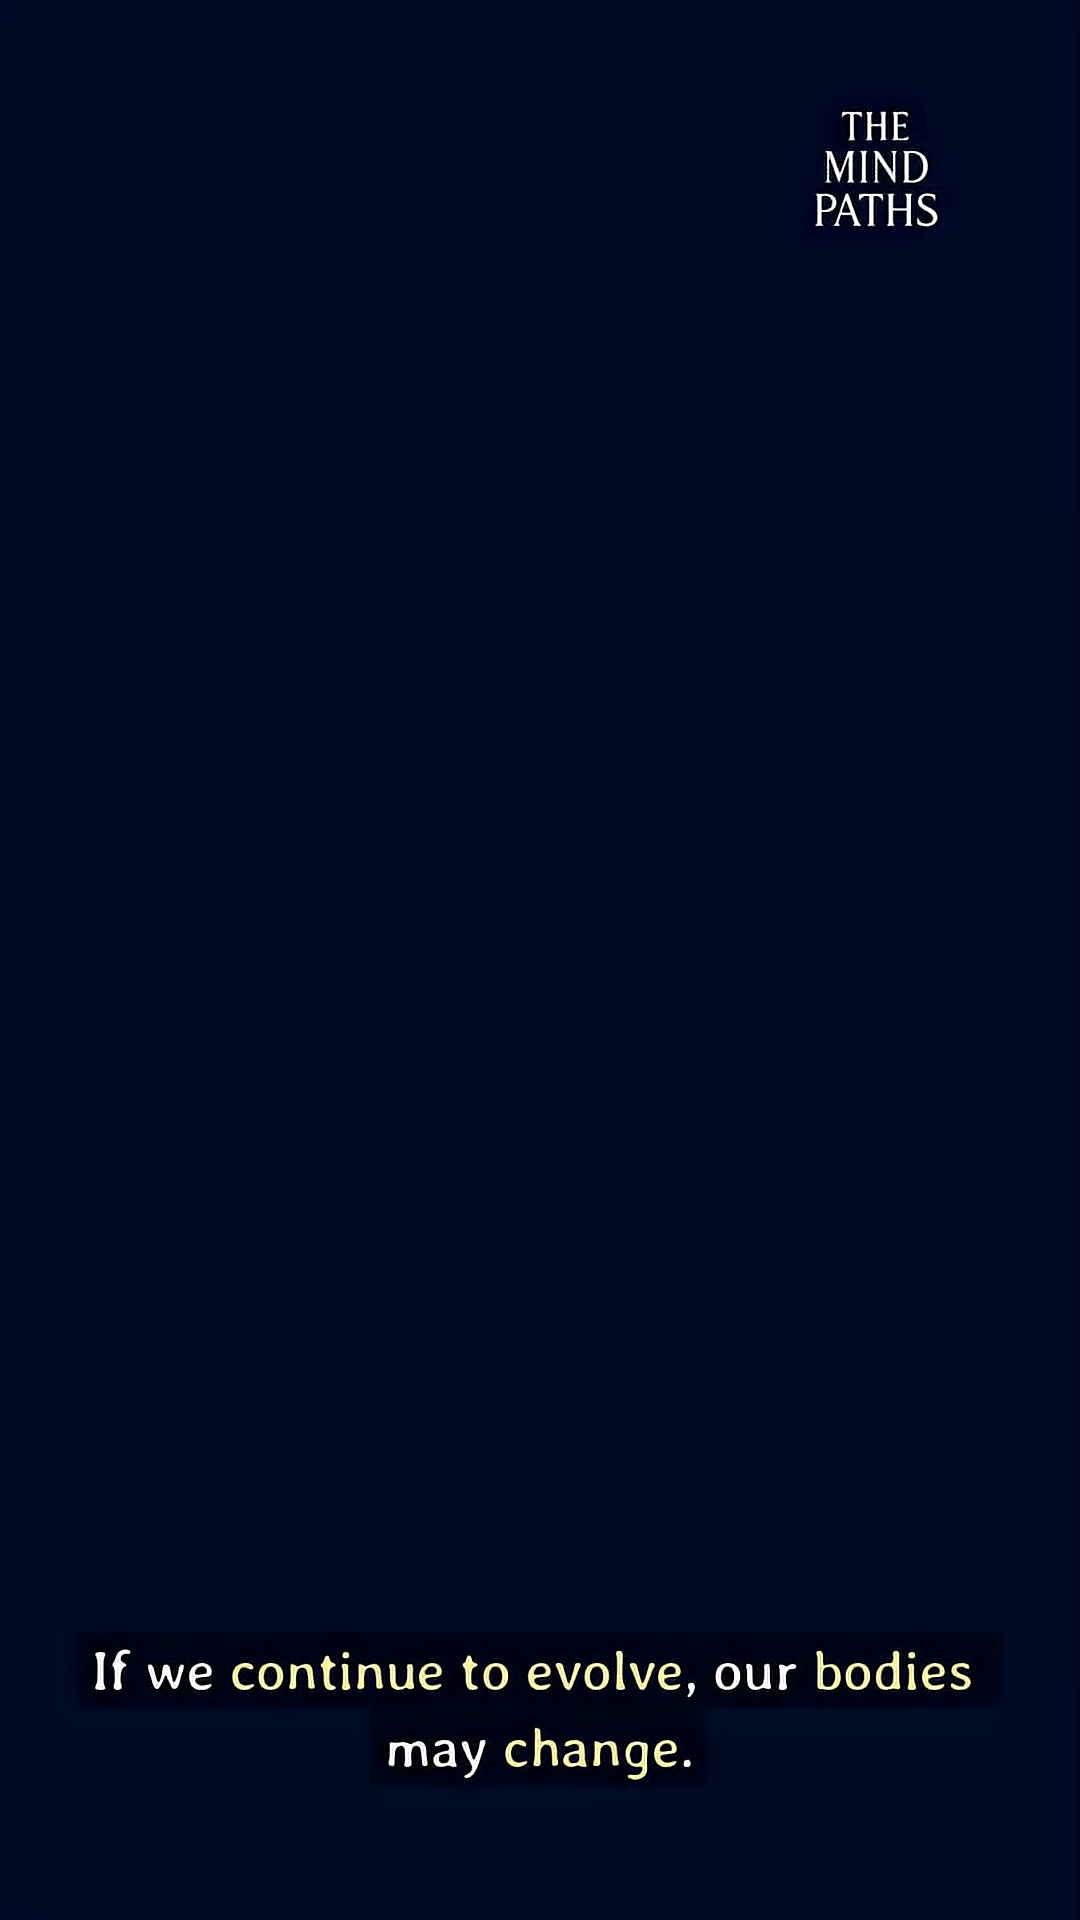 THE
MIND
PATHS
If we continue to evolve, our bodies
may change.